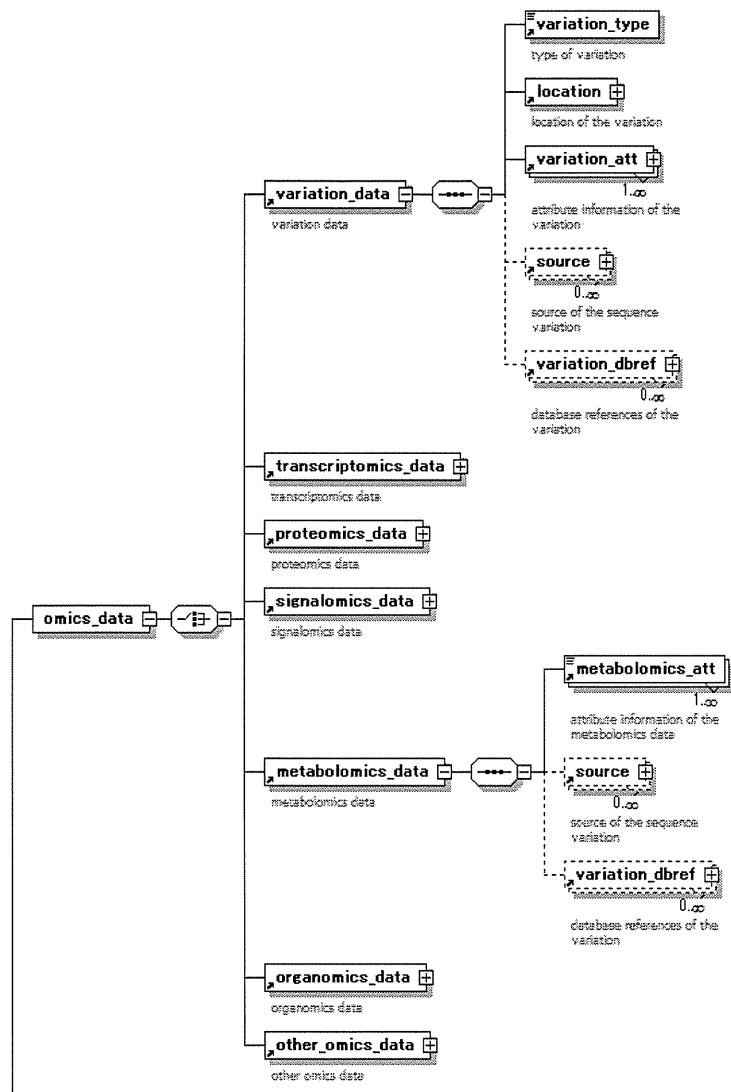 variation_type
type of variation
location
location of the variation
variation_att
1..∞
attribute information of the
variation
variation_data
variation data
source
0..∞
source of the sequence
variation
variation_dbref
0..∞
database references of the
variation
transcriptomics_data
transcriptomics data
proteomics_data
proteomics data
signalomics_data
signalomics data
omics_data
metabolomics_att
1..∞
attribute information of the
metabolomics data
metabolomics_data
metabolomics data
source
0..∞
source of the sequence
variation
variation_dbref
0..∞
database references of the
variation
organomics_data
organomics data
other_omics_data
other omics data